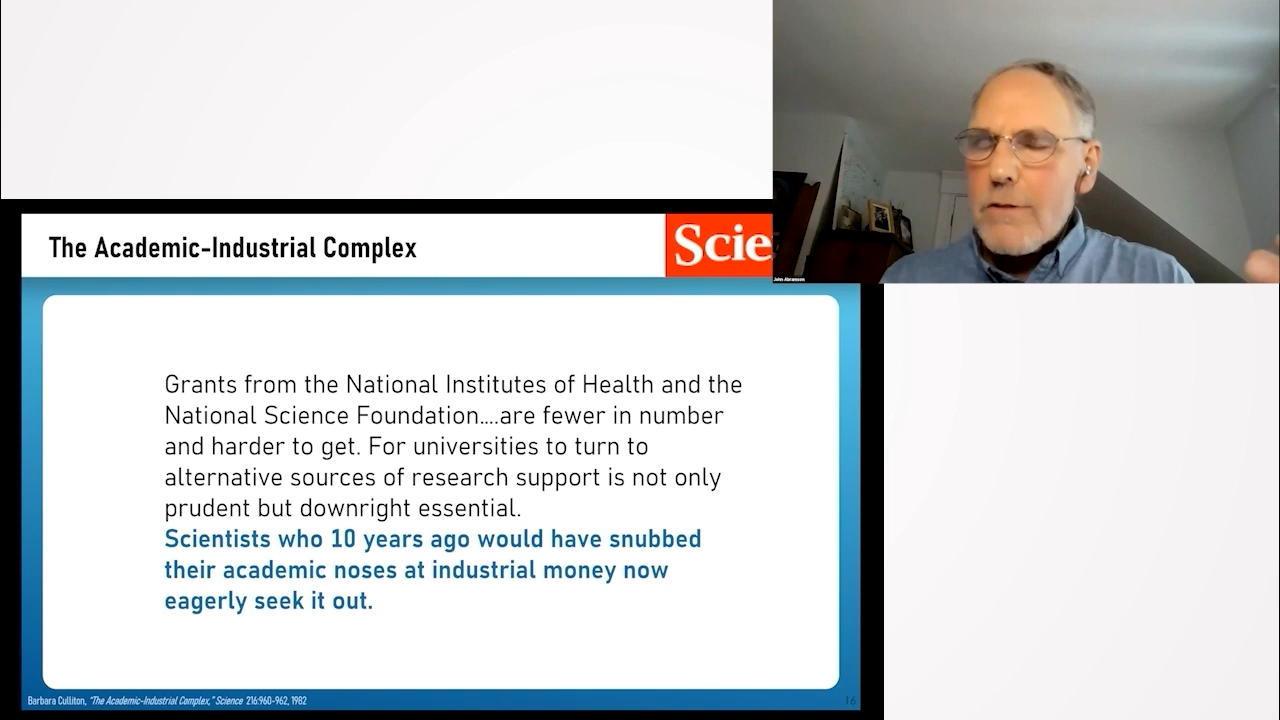 The Academic-Industrial Complex
Scie
John Abramson
Grants from the National Institutes of Health and the
National Science Foundation....are fewer in number
and harder to get. For universities to turn to
alternative sources of research support is not only
prudent but downright essential.
Scientists who 10 years ago would have snubbed
their academic noses at industrial money now
eagerly seek it out.
Barbara Culliton, "The Academic-Industrial Complex," Science 216:960-962, 1982
16